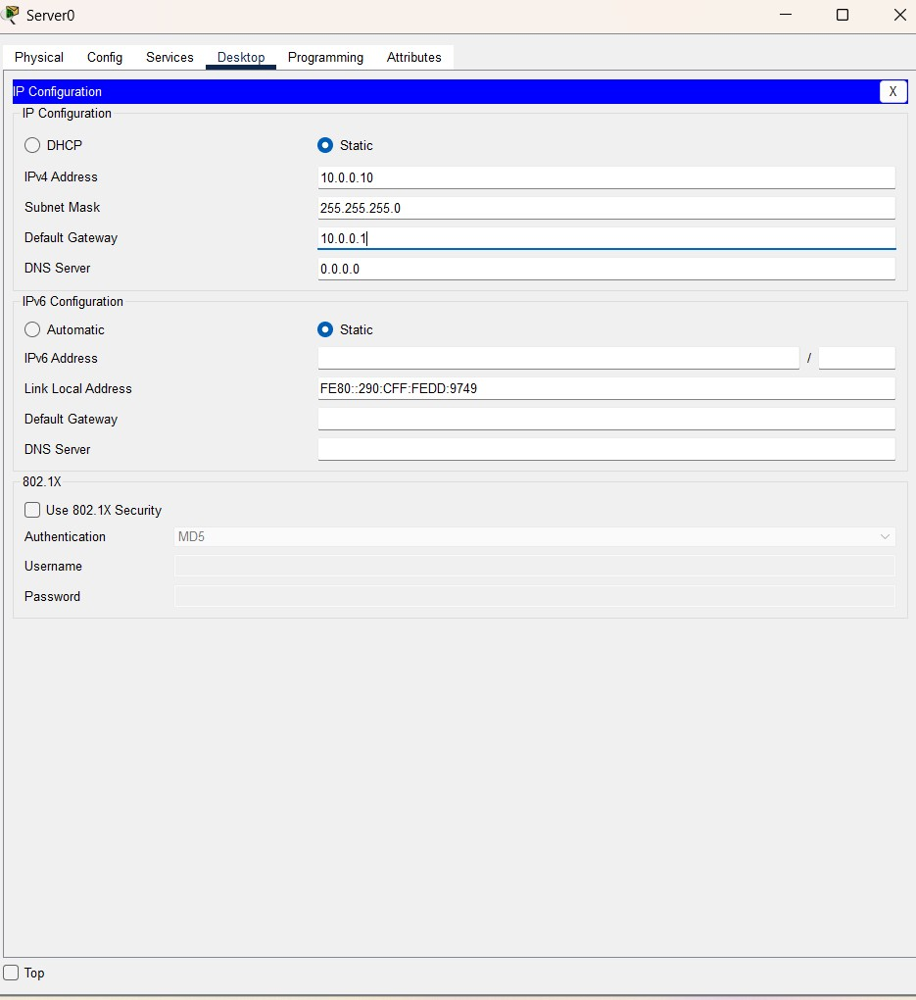 Server0
Physical Config Services Desktop Programming Attributes
IP Configuration X
IP Configuration
DHCP Static
IPv4 Address 10.0.0.10
Subnet Mask 255.255.255.0
Default Gateway 10.0.0.1
DNS Server 0.0.0.0
IPv6 Configuration
Automatic Static
IPv6 Address /
Link Local Address FE80::290:CFF:FEDD:9749
Default Gateway
DNS Server
802.1X
Use 802.1X Security
Authentication MD5
Username
Password
Top